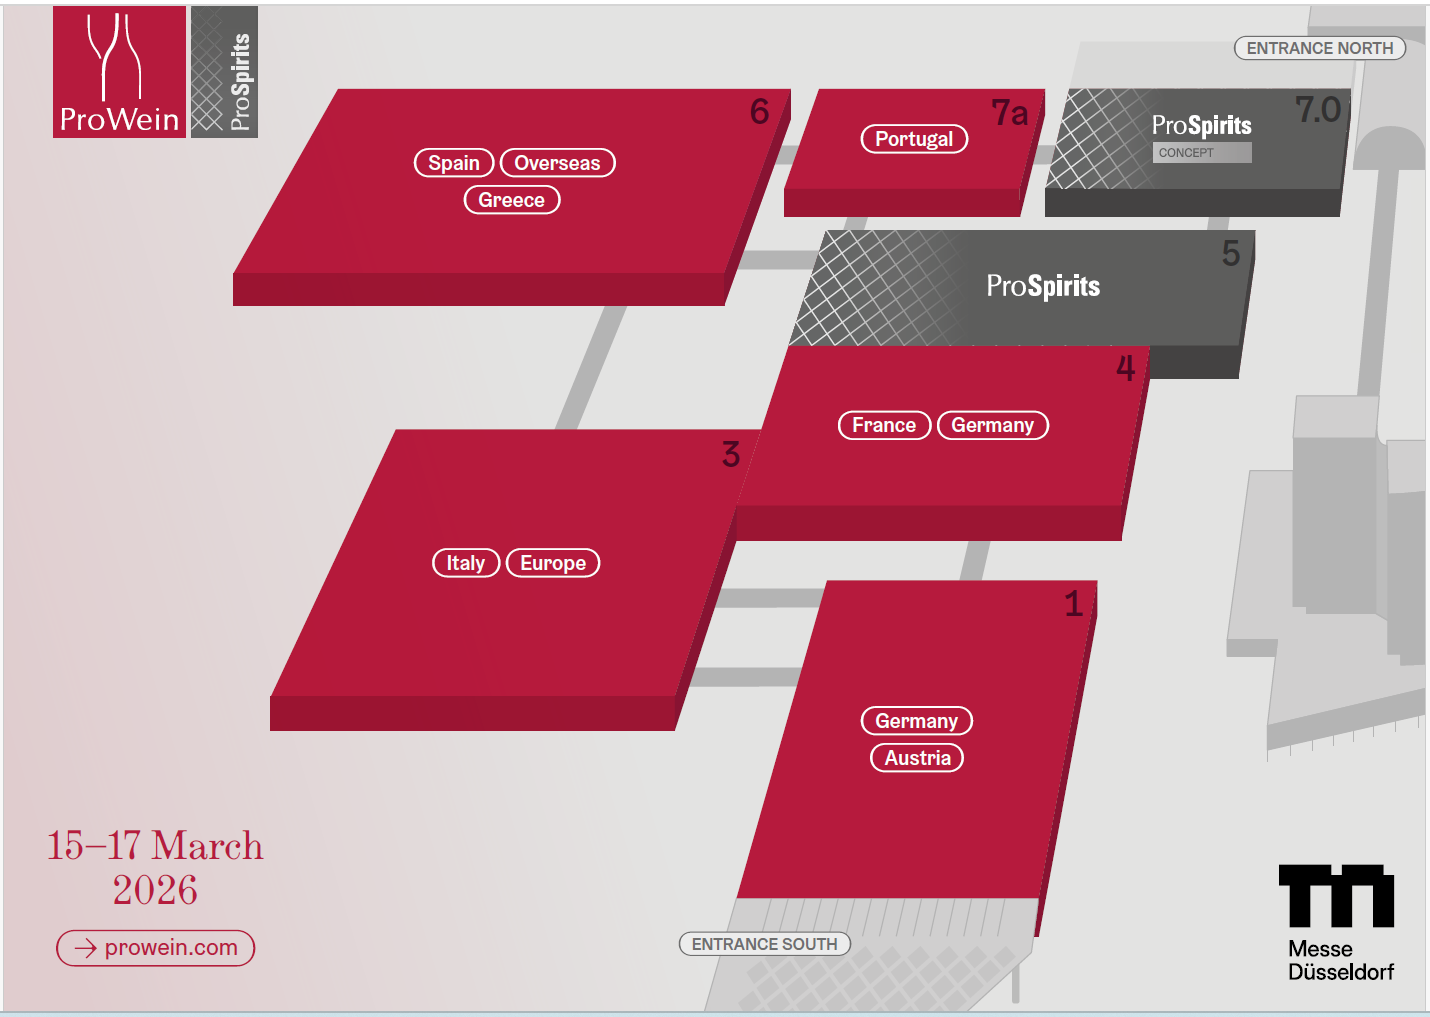 ProWein
ProSpirits
ENTRANCE NORTH
6
Spain
Overseas
Greece
7a
Portugal
7.0
ProSpirits
CONCEPT
5
ProSpirits
4
France
Germany
3
Italy
Europe
1
Germany
Austria
ENTRANCE SOUTH
15–17 March
2026
→ prowein.com
Messe
Düsseldorf